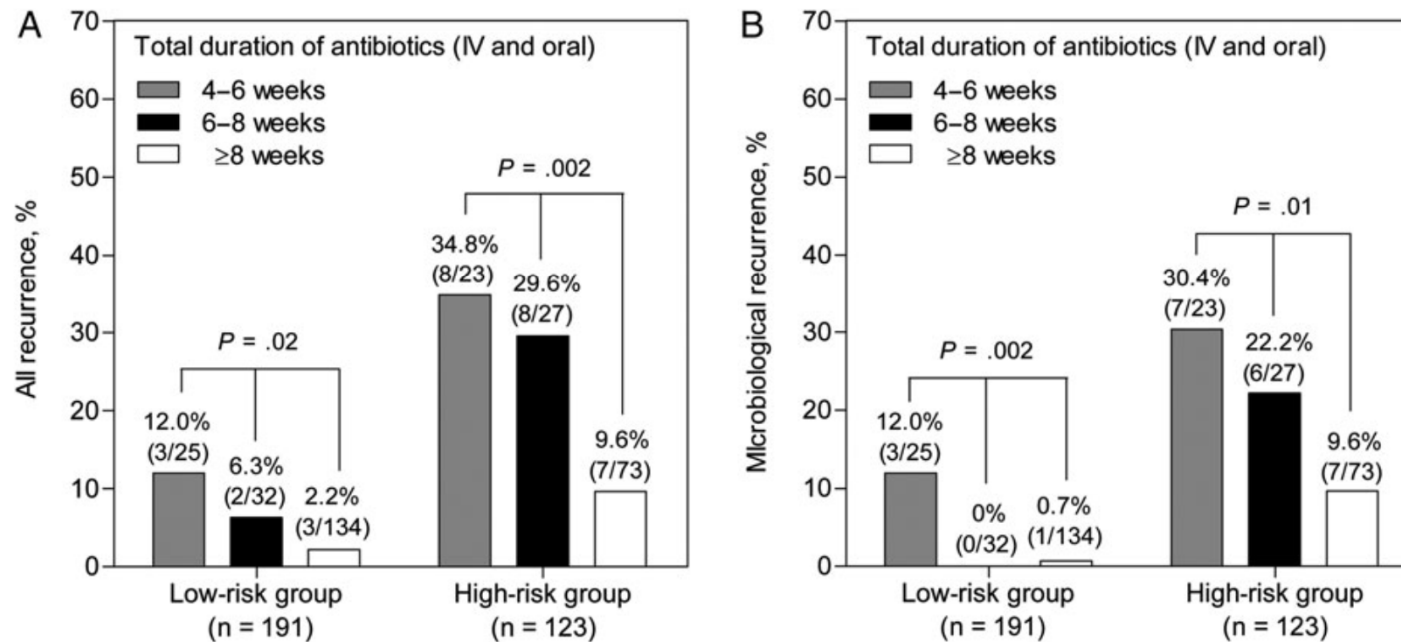 A
All recurrence, %
70
60
50
40
30
20
10
0
Total duration of antibiotics (IV and oral)
4–6 weeks
6–8 weeks
≥8 weeks
P = .02
12.0%
(3/25)
6.3%
(2/32)
2.2%
(3/134)
P = .002
34.8%
(8/23)
29.6%
(8/27)
9.6%
(7/73)
Low-risk group
(n = 191)
High-risk group
(n = 123)
B
MIcrobiological recurrence, %
70
60
50
40
30
20
10
0
Total duration of antibiotics (IV and oral)
4–6 weeks
6–8 weeks
≥8 weeks
P = .002
12.0%
(3/25)
0%
(0/32)
0.7%
(1/134)
P = .01
30.4%
(7/23)
22.2%
(6/27)
9.6%
(7/73)
Low-risk group
(n = 191)
High-risk group
(n = 123)